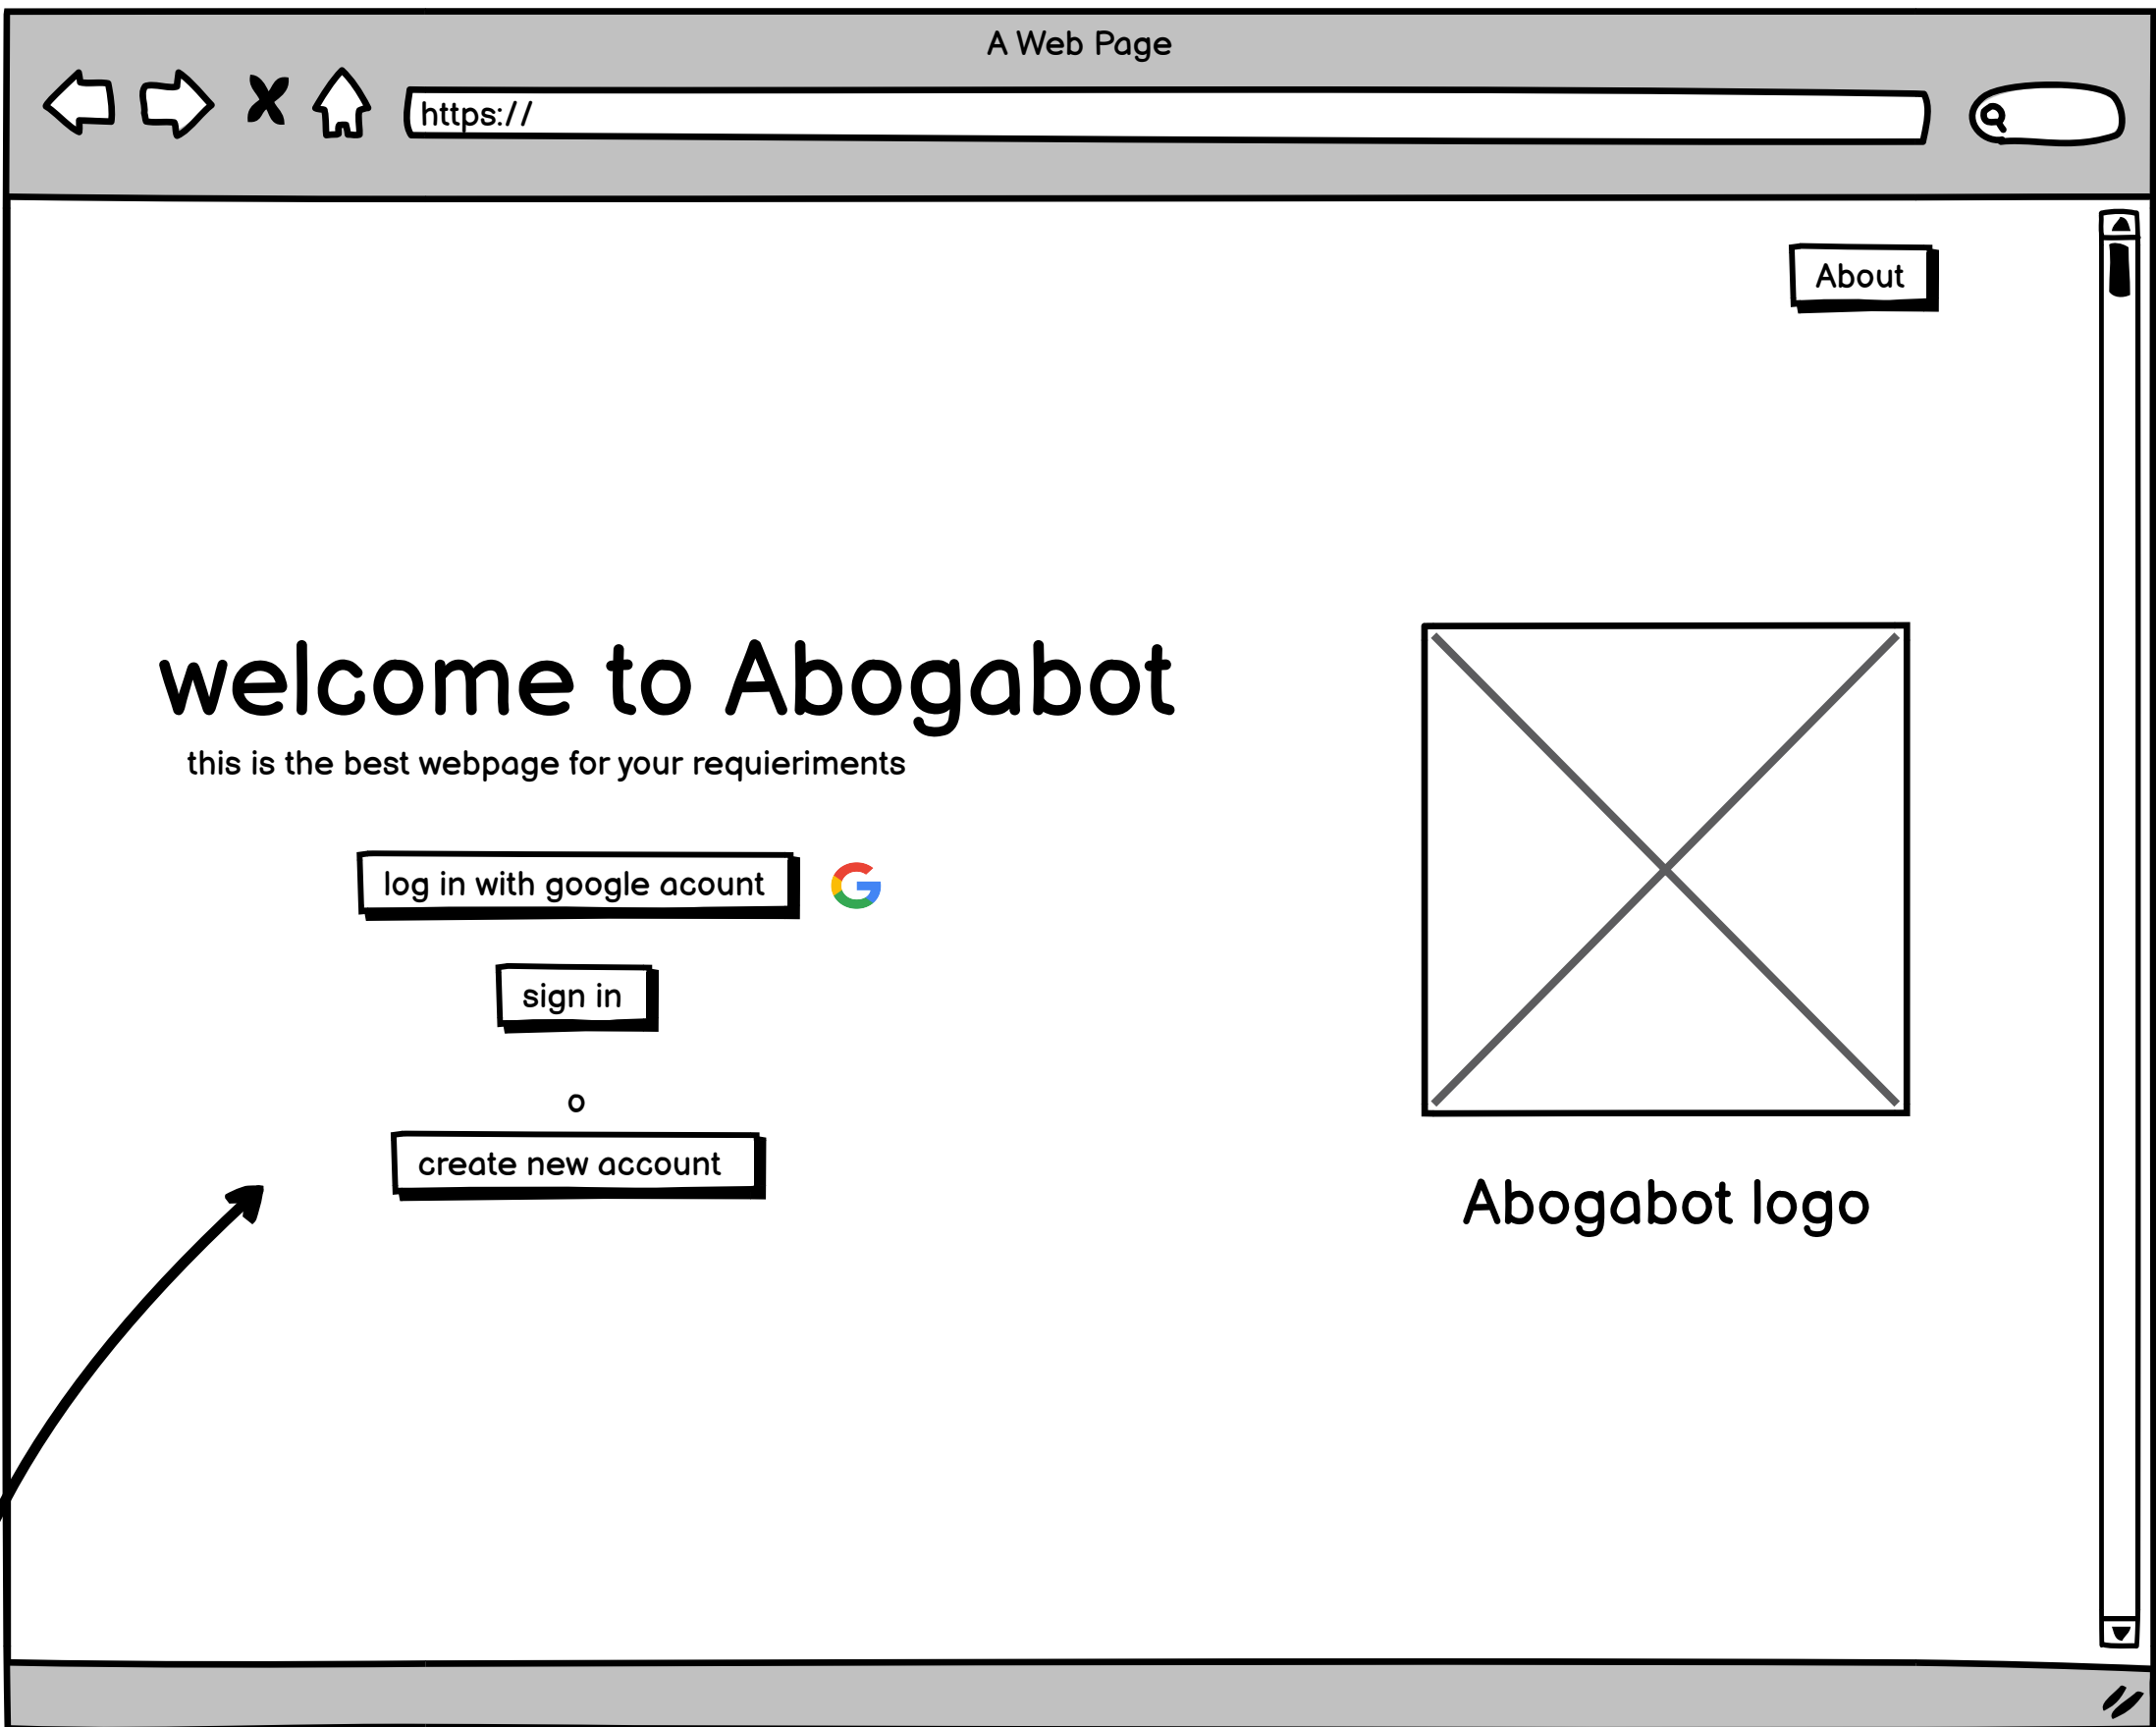 A Web Page
https://
About
welcome to Abogabot
this is the best webpage for your requieriments
log in with google acount
sign in
o
create new account
Abogabot logo